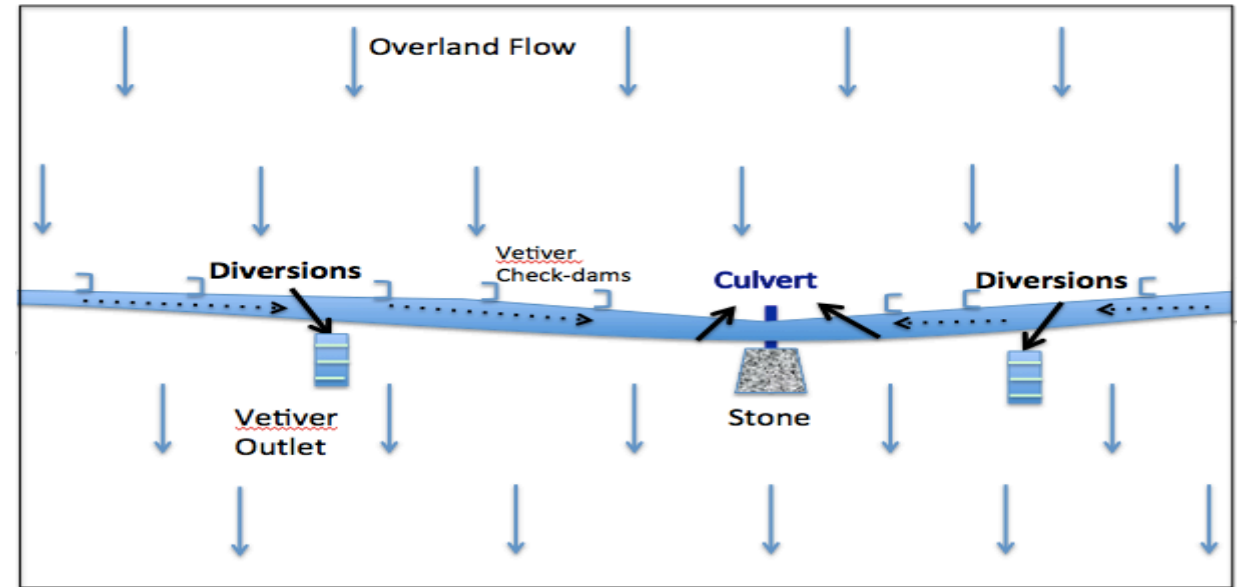 Overland Flow
Vetiver
Check-dams
Diversions
Culvert
Diversions
Vetiver
Outlet
Stone